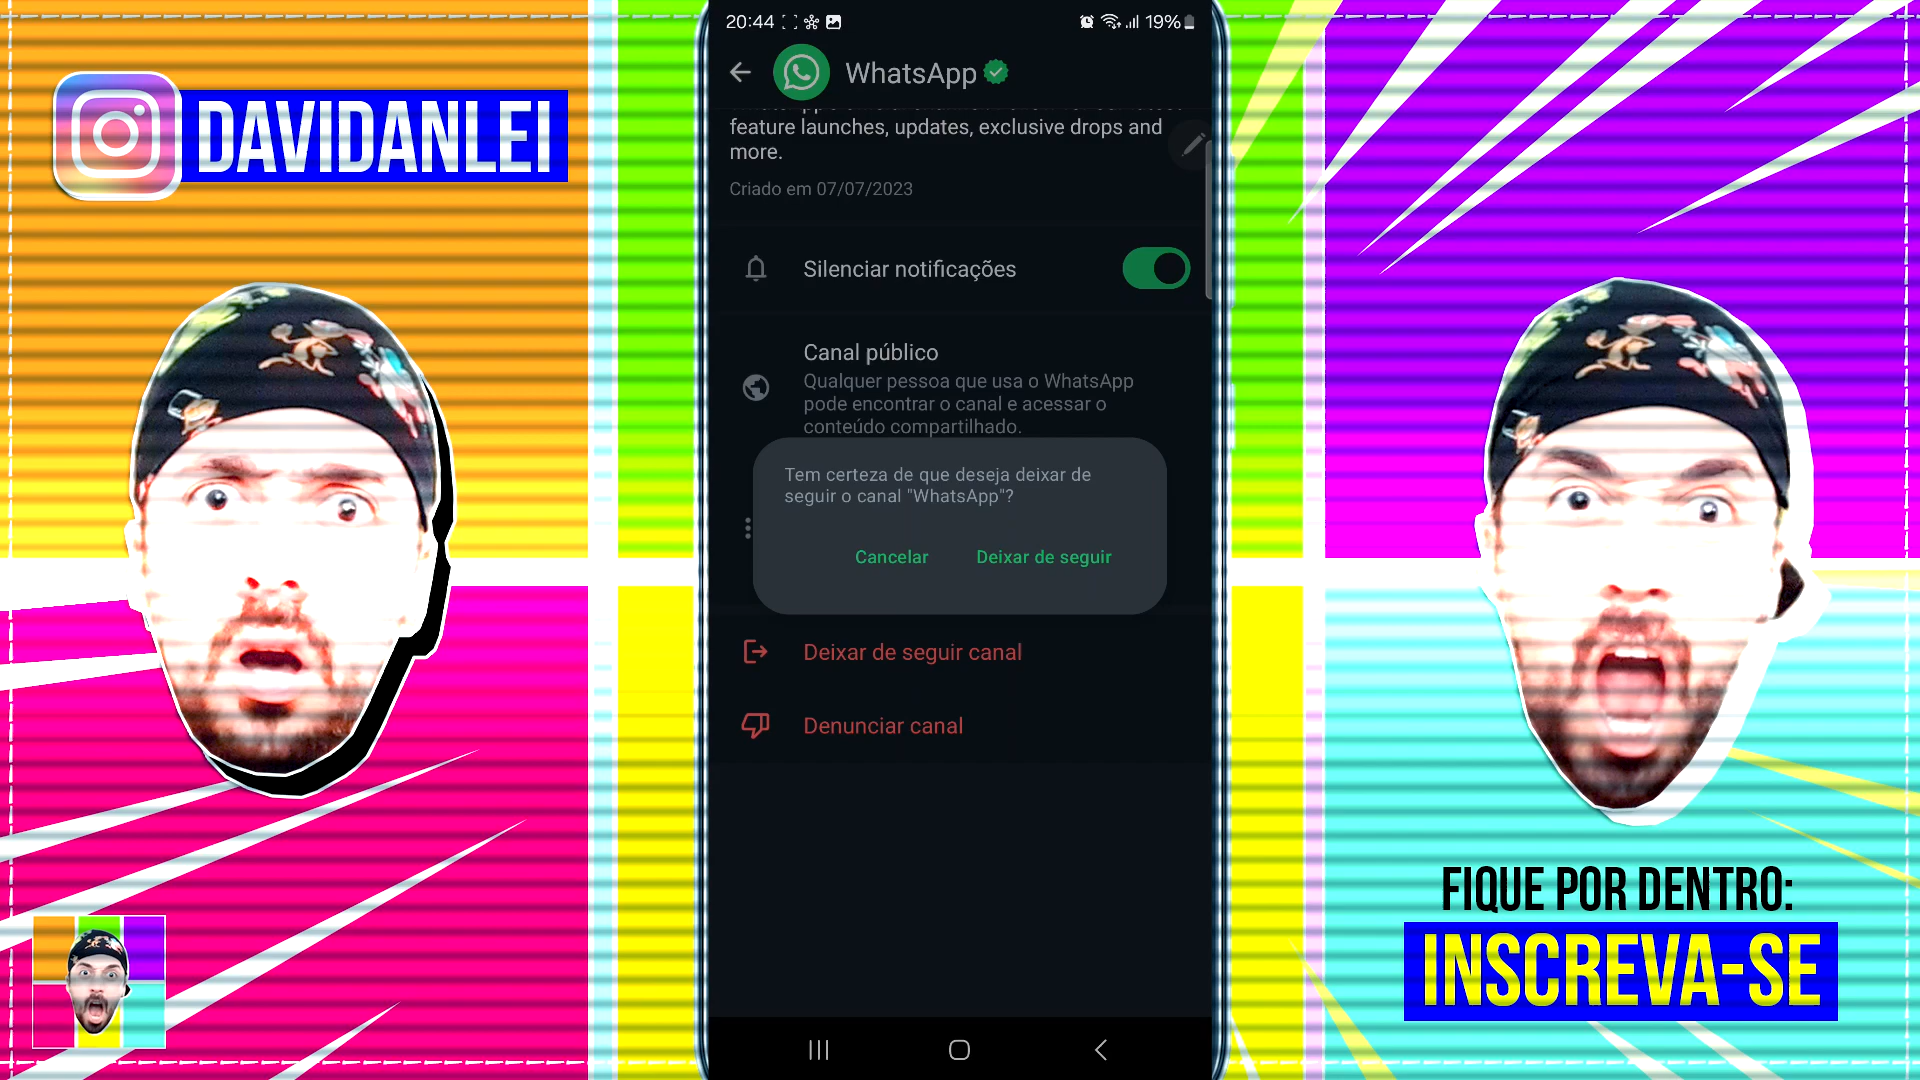 DAVIDANLEI
20:44
19%
WhatsApp
feature launches, updates, exclusive drops and
more.
Criado em 07/07/2023
Silenciar notificações
Canal público
Qualquer pessoa que usa o WhatsApp
pode encontrar o canal e acessar o
conteúdo compartilhado.
Tem certeza de que deseja deixar de
seguir o canal "WhatsApp"?
Cancelar
Deixar de seguir
Deixar de seguir canal
Denunciar canal
FIQUE POR DENTRO:
INSCREVA-SE